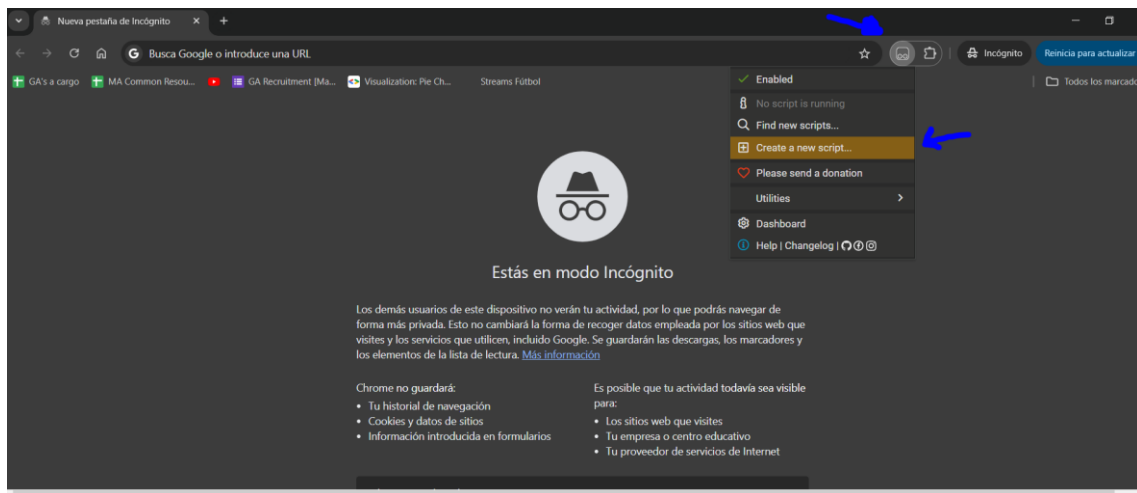 Nueva pestaña de Incógnito
Busca Google o introduce una URL
Incógnito
Reinicia para actualizar
GA's a cargo
MA Common Resou...
GA Recruitment [Ma...
Visualization: Pie Ch...
Streams Fútbol
Todos los marcado
Enabled
No script is running
Find new scripts...
Create a new script...
Please send a donation
Utilities
Dashboard
Help | Changelog |
Estás en modo Incógnito
Los demás usuarios de este dispositivo no verán tu actividad, por lo que podrás navegar de
forma más privada. Esto no cambiará la forma de recoger datos empleada por los sitios web que
visites y los servicios que utilicen, incluido Google. Se guardarán las descargas, los marcadores y
los elementos de la lista de lectura. Más información
Chrome no guardará:
• Tu historial de navegación
• Cookies y datos de sitios
• Información introducida en formularios
Es posible que tu actividad todavía sea visible
para:
• Los sitios web que visites
• Tu empresa o centro educativo
• Tu proveedor de servicios de Internet